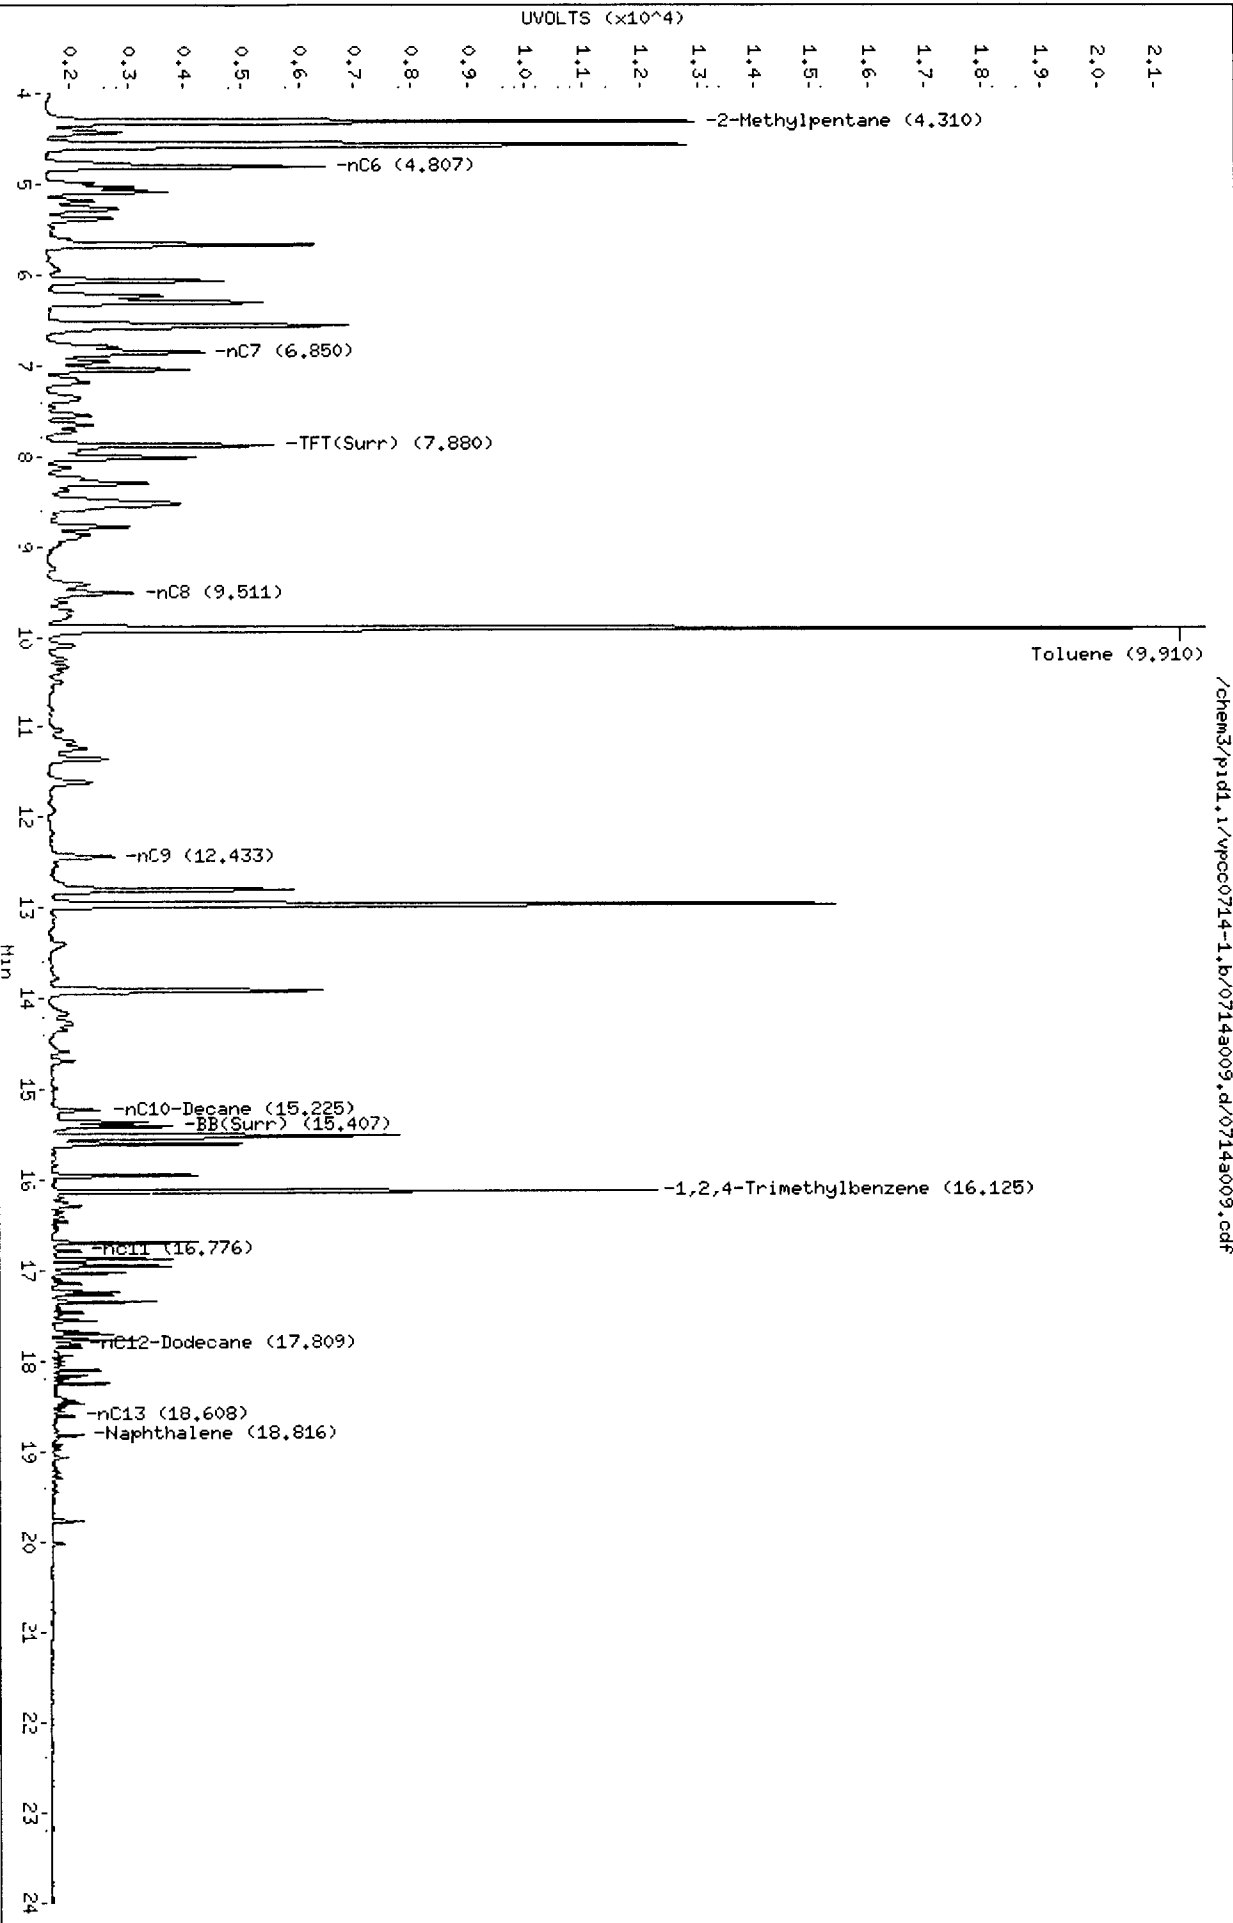 UVOLTS (x10^4)
0.2-
0.3-
0.4-
0.5-
0.6-
0.7-
0.8-
0.9-
1.0-
1.1-
1.2-
1.3-
1.4-
1.5-
1.6-
1.7-
1.8-
1.9-
2.0-
2.1-
/chem3/pid1.i/vpcc0714-1.b/0714a009.d/0714a009.cdf
-2-Methylpentane (4.310)
-nC6 (4.807)
-nC7 (6.850)
-TFT(Surr) (7.880)
-nC8 (9.511)
Toluene (9.910)
-nC9 (12.433)
-nC10-Decane (15.225)
-BB(Surr) (15.407)
-1,2,4-Trimethylbenzene (16.125)
-nC11 (16.776)
-nC12-Dodecane (17.809)
-nC13 (18.608)
-Naphthalene (18.816)
4
5
6
7
8
9
10
11
12
13
14
15
16
17
18
19
20
21
22
23
24
Min